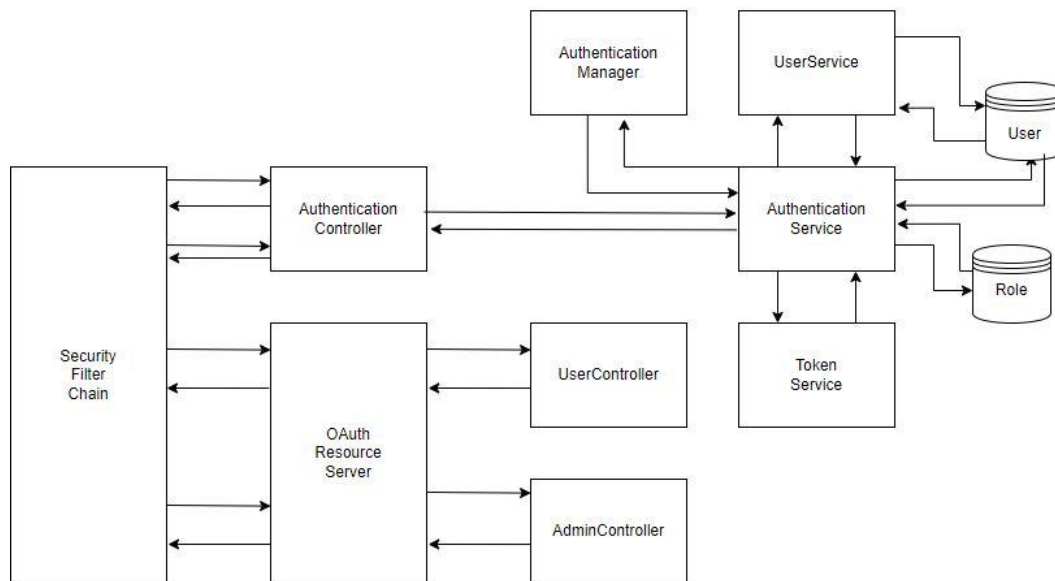 Authentication
Manager
UserService
User
Authentication
Controller
Authentication
Service
Role
Security
Filter
Chain
OAuth
Resource
Server
UserController
Token
Service
AdminController